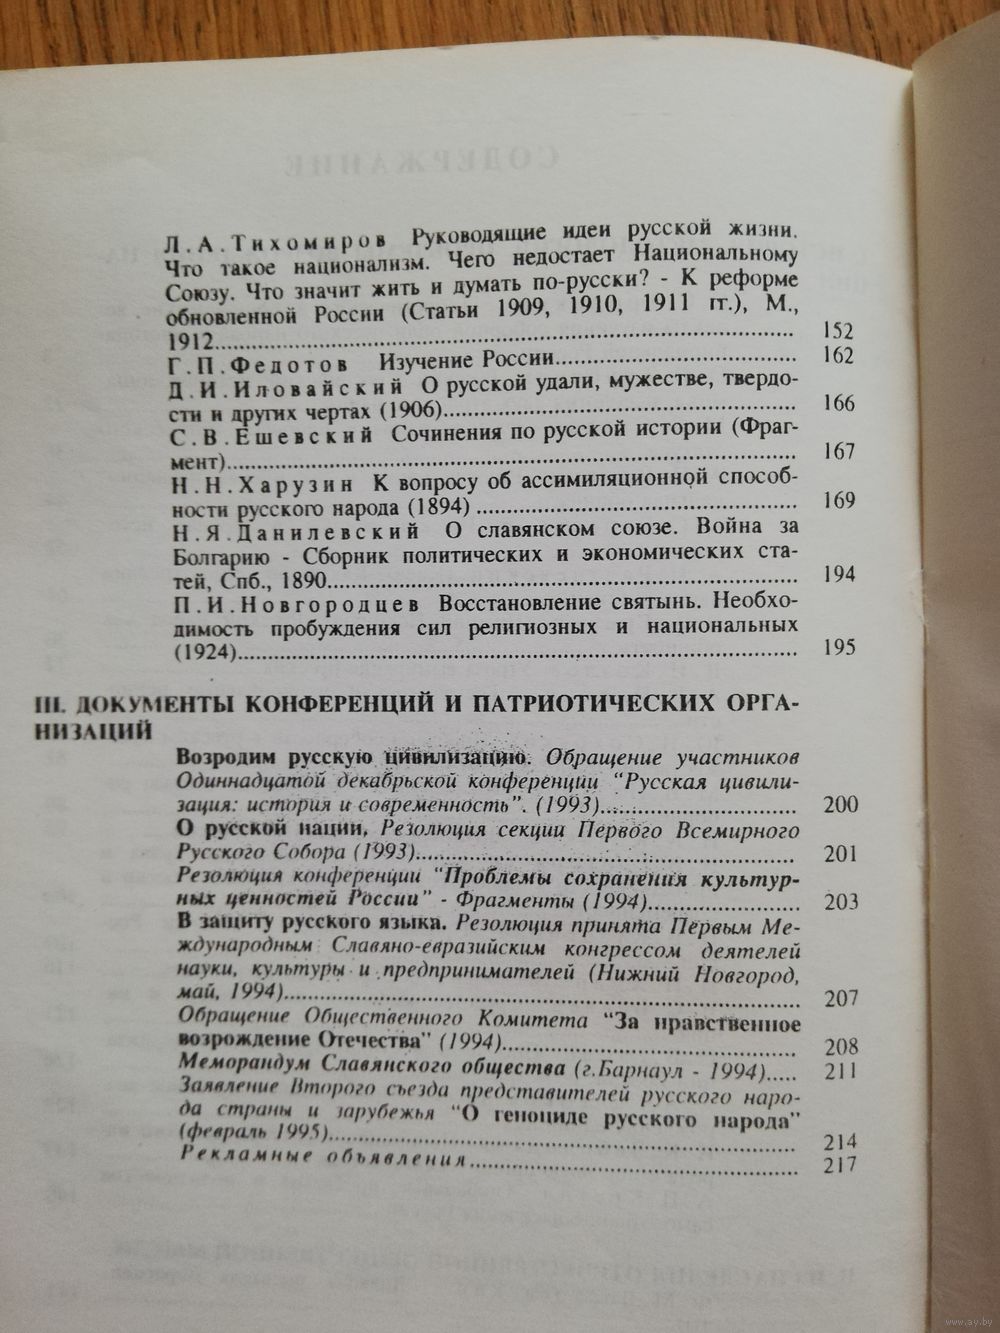 Л.А.Тихомиров Руководящие идеи русской жизни.
Что такое национализм. Чего недостает Национальному
Союзу. Что значит жить и думать по-русски? - К реформе
обновленной России (Статьи 1909, 1910, 1911 гг.), М.,
1912........ 152
Г.П.Федотов Изучение России........ 162
Д.И.Иловайский О русской удали, мужестве, твердо-
сти и других чертах (1906)........ 166
С.В.Ешевский Сочинения по русской истории (Фраг-
мент)........ 167
Н.Н.Харузин К вопросу об ассимиляционной способ-
ности русского народа (1894)........ 169
Н.Я.Данилевский О славянском союзе. Война за
Болгарию - Сборник политических и экономических ста-
тей, Спб., 1890........ 194
П.И.Новгородцев Восстановление святынь. Необхо-
димость пробуждения сил религиозных и национальных
(1924)........ 195
III. ДОКУМЕНТЫ КОНФЕРЕНЦИЙ И ПАТРИОТИЧЕСКИХ ОРГА-
НИЗАЦИЙ
Возродим русскую цивилизацию. Обращение участников
Одиннадцатой декабрьской конференции "Русская цивили-
зация: история и современность". (1993)........ 200
О русской нации, Резолюция секции Первого Всемирного
Русского Собора (1993)........ 201
Резолюция конференции "Проблемы сохранения культур-
ных ценностей России" - Фрагменты (1994)........ 203
В защиту русского языка. Резолюция принята Первым Ме-
ждународным Славяно-евразийским конгрессом деятелей
науки, культуры и предпринимателей (Нижний Новгород,
май, 1994)........ 207
Обращение Общественного Комитета "За нравственное
возрождение Отечества" (1994)........ 208
Меморандум Славянского общества (г.Барнаул - 1994)..... 211
Заявление Второго съезда представителей русского наро-
да страны и зарубежья "О геноциде русского народа"
(февраль 1995)........ 214
Рекламные объявления........ 217
www.ay.by